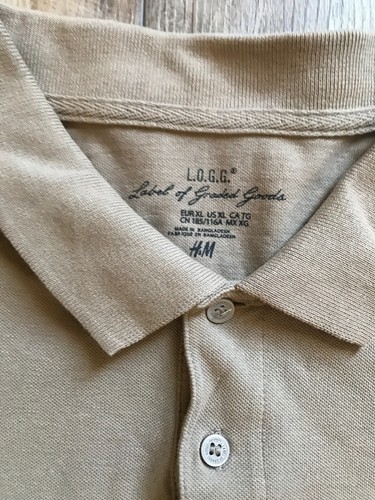 L.O.G.G.®
Label of Graded Goods
EUR XL US XL CA TG
CN 185/116A MX XG
MADE IN BANGLADESH
FABRIQUÉ EN BANGLADESH
H&M